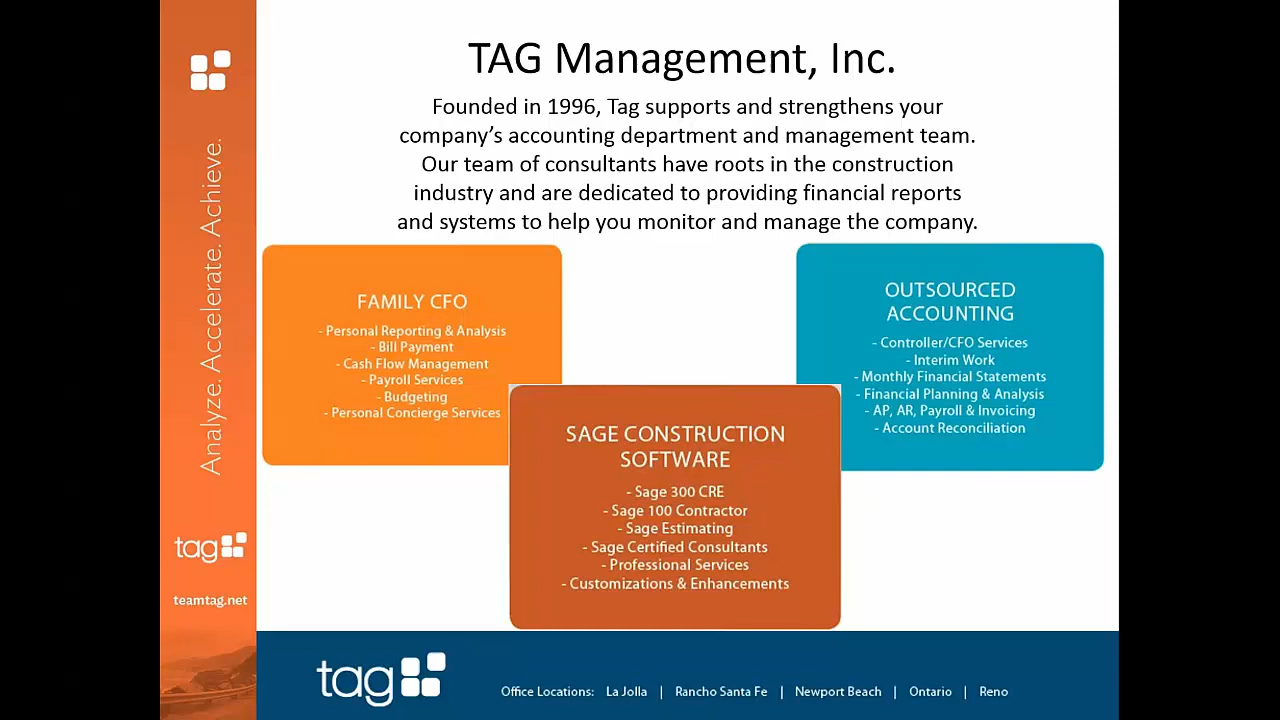 TAG Management, Inc.
Founded in 1996, Tag supports and strengthens your
company's accounting department and management team.
Our team of consultants have roots in the construction
industry and are dedicated to providing financial reports
and systems to help you monitor and manage the company.
Analyze. Accelerate. Achieve.
tag
teamtag.net
FAMILY CFO
- Personal Reporting & Analysis
- Bill Payment
- Cash Flow Management
- Payroll Services
- Budgeting
- Personal Concierge Services
SAGE CONSTRUCTION
SOFTWARE
- Sage 300 CRE
- Sage 100 Contractor
- Sage Estimating
- Sage Certified Consultants
- Professional Services
- Customizations & Enhancements
OUTSOURCED
ACCOUNTING
- Controller/CFO Services
- Interim Work
- Monthly Financial Statements
- Financial Planning & Analysis
- AP, AR, Payroll & Invoicing
- Account Reconciliation
tag
Office Locations: La Jolla | Rancho Santa Fe | Newport Beach | Ontario | Reno